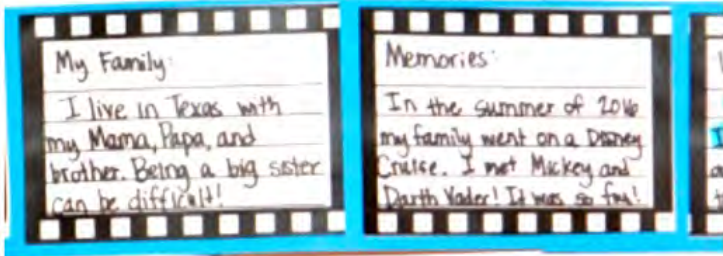 My Family:
I live in Texas with
my Mama, Papa, and
brother. Being a big sister
can be difficult!
Memories:
In the summer of 2016
my family went on a Disney
Cruise. I met Mickey and
Darth Vader! It was so fun!